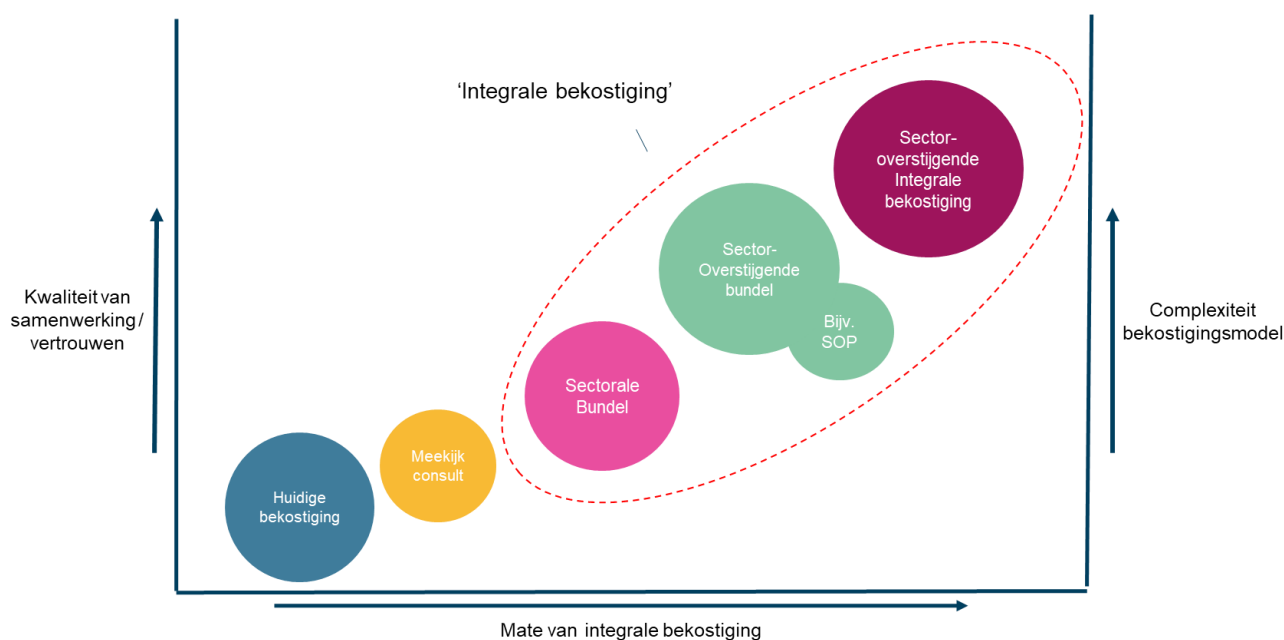 'Integrale bekostiging'
Sector-
overstijgende
Integrale
bekostiging
Sector-
Overstijgende
bundel
Bijv.
SOP
Kwaliteit van
samenwerking/
vertrouwen
Complexiteit
bekostigingsmodel
Sectorale
Bundel
Meekijk
consult
Huidige
bekostiging
Mate van integrale bekostiging